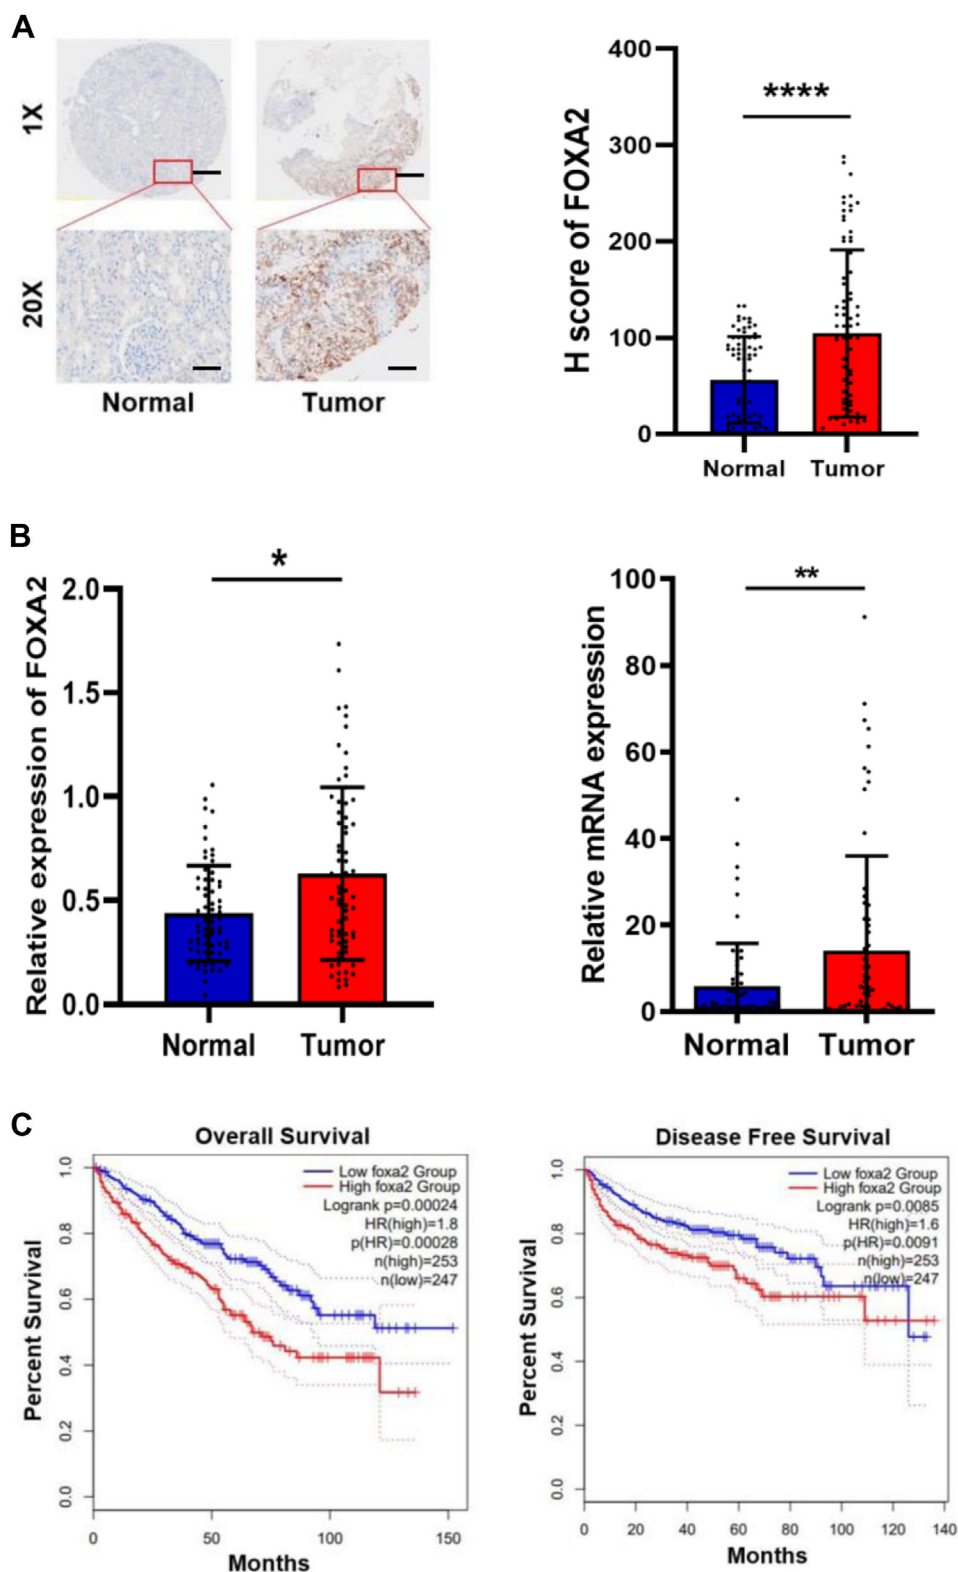 A
1X
20X
Normal
Tumor
H score of FOXA2
400
300
200
100
0
****
Normal
Tumor
B
Relative expression of FOXA2
2.0
1.5
1.0
0.5
0.0
*
Normal
Tumor
Relative mRNA expression
100
80
60
40
20
0
**
Normal
Tumor
C
Overall Survival
Low foxa2 Group
High foxa2 Group
Logrank p=0.00024
HR(high)=1.8
p(HR)=0.00028
n(high)=253
n(low)=247
Percent Survival
1.0
0.8
0.6
0.4
0.2
0.0
0
50
100
150
Months
Disease Free Survival
Low foxa2 Group
High foxa2 Group
Logrank p=0.0085
HR(high)=1.6
p(HR)=0.0091
n(high)=253
n(low)=247
Percent Survival
1.0
0.8
0.6
0.4
0.2
0.0
0
20
40
60
80
100
120
140
Months